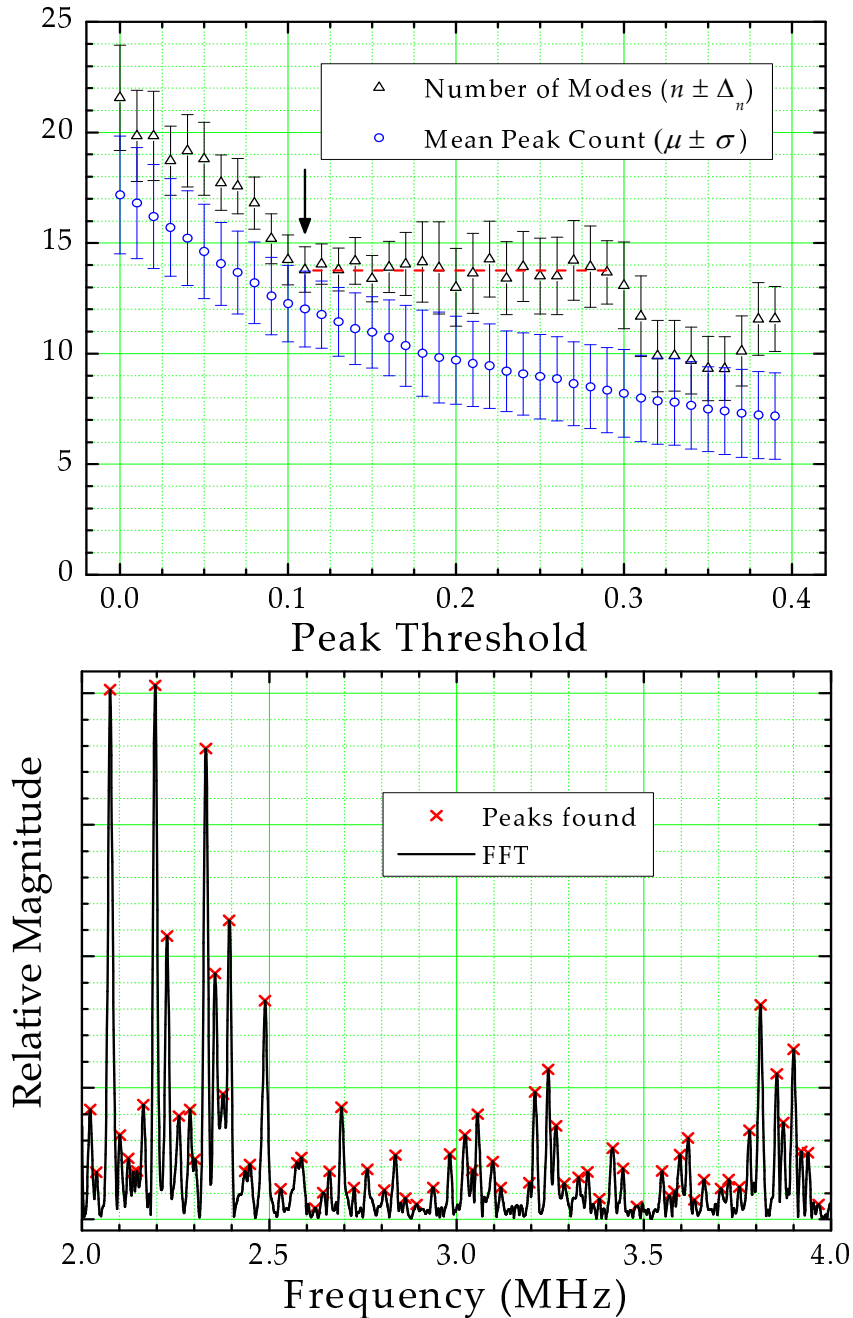 25
20
15
10
5
0
Number of Modes (n ± Δn)
Mean Peak Count (μ ± σ)
0.0 0.1 0.2 0.3 0.4
Peak Threshold
Relative Magnitude
Peaks found
FFT
2.0 2.5 3.0 3.5 4.0
Frequency (MHz)